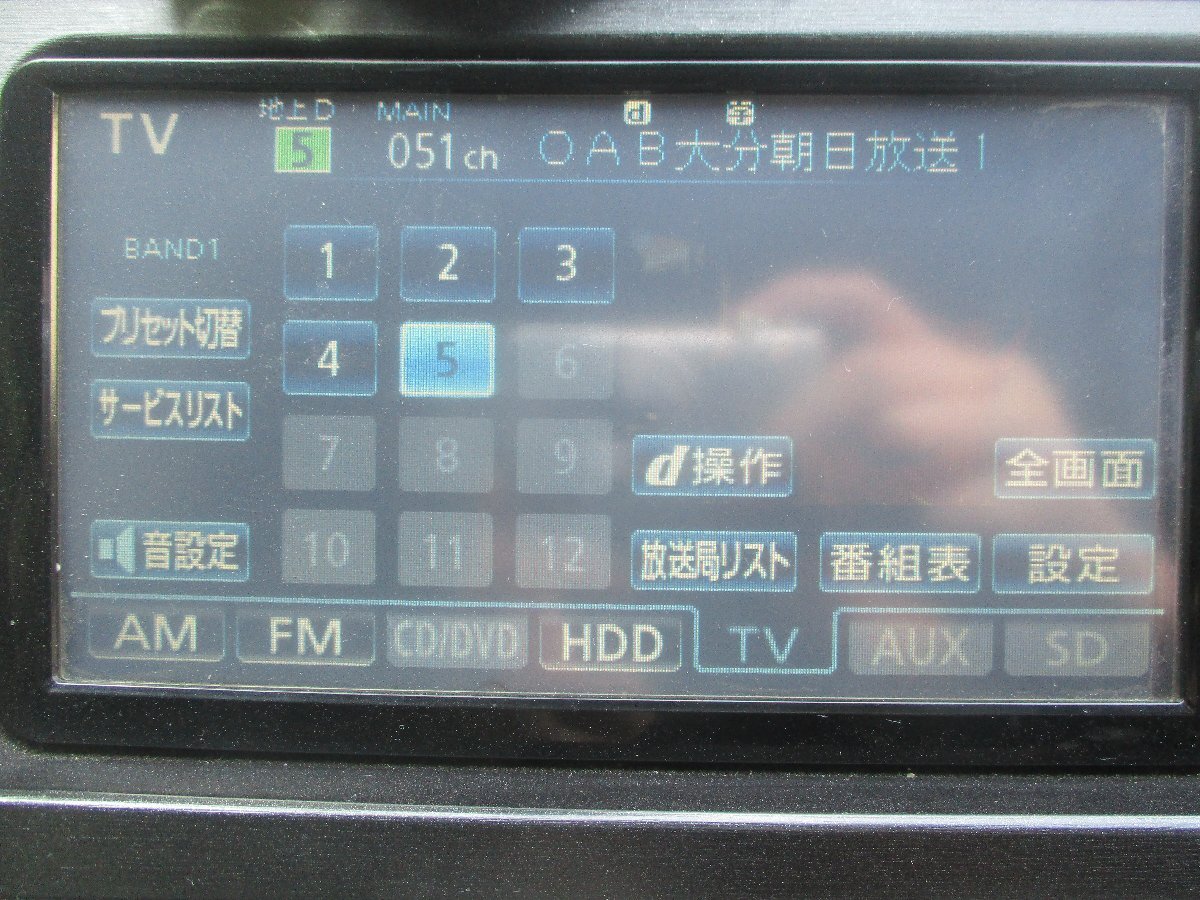 TV 地上D MAIN d 字
5 051ch OAB大分朝日放送1
BAND1 1 2 3
プリセット切替 4 5 6
サービスリスト
7 8 9 d操作 全画面
音設定 10 11 12 放送局リスト 番組表 設定
AM FM CD/DVD HDD TV AUX SD